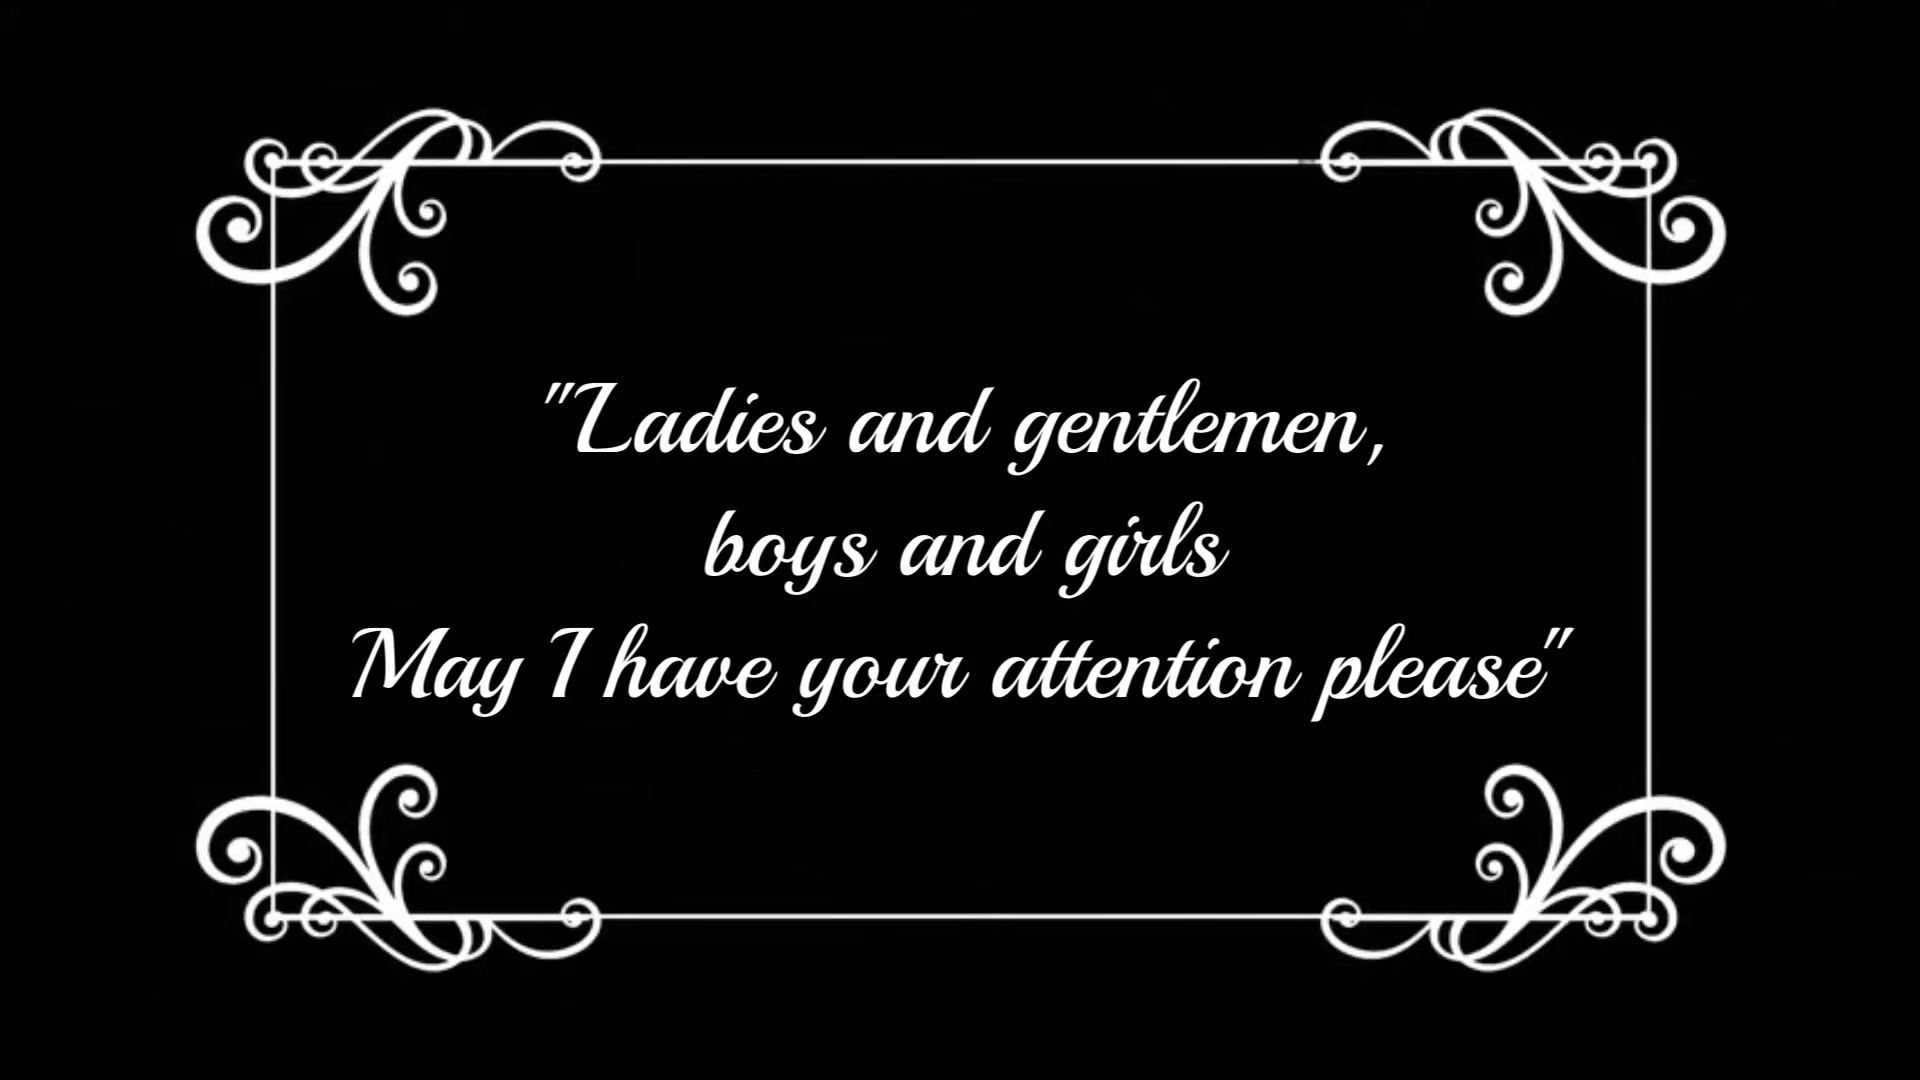 "Ladies and gentlemen,
boys and girls
May I have your attention please"